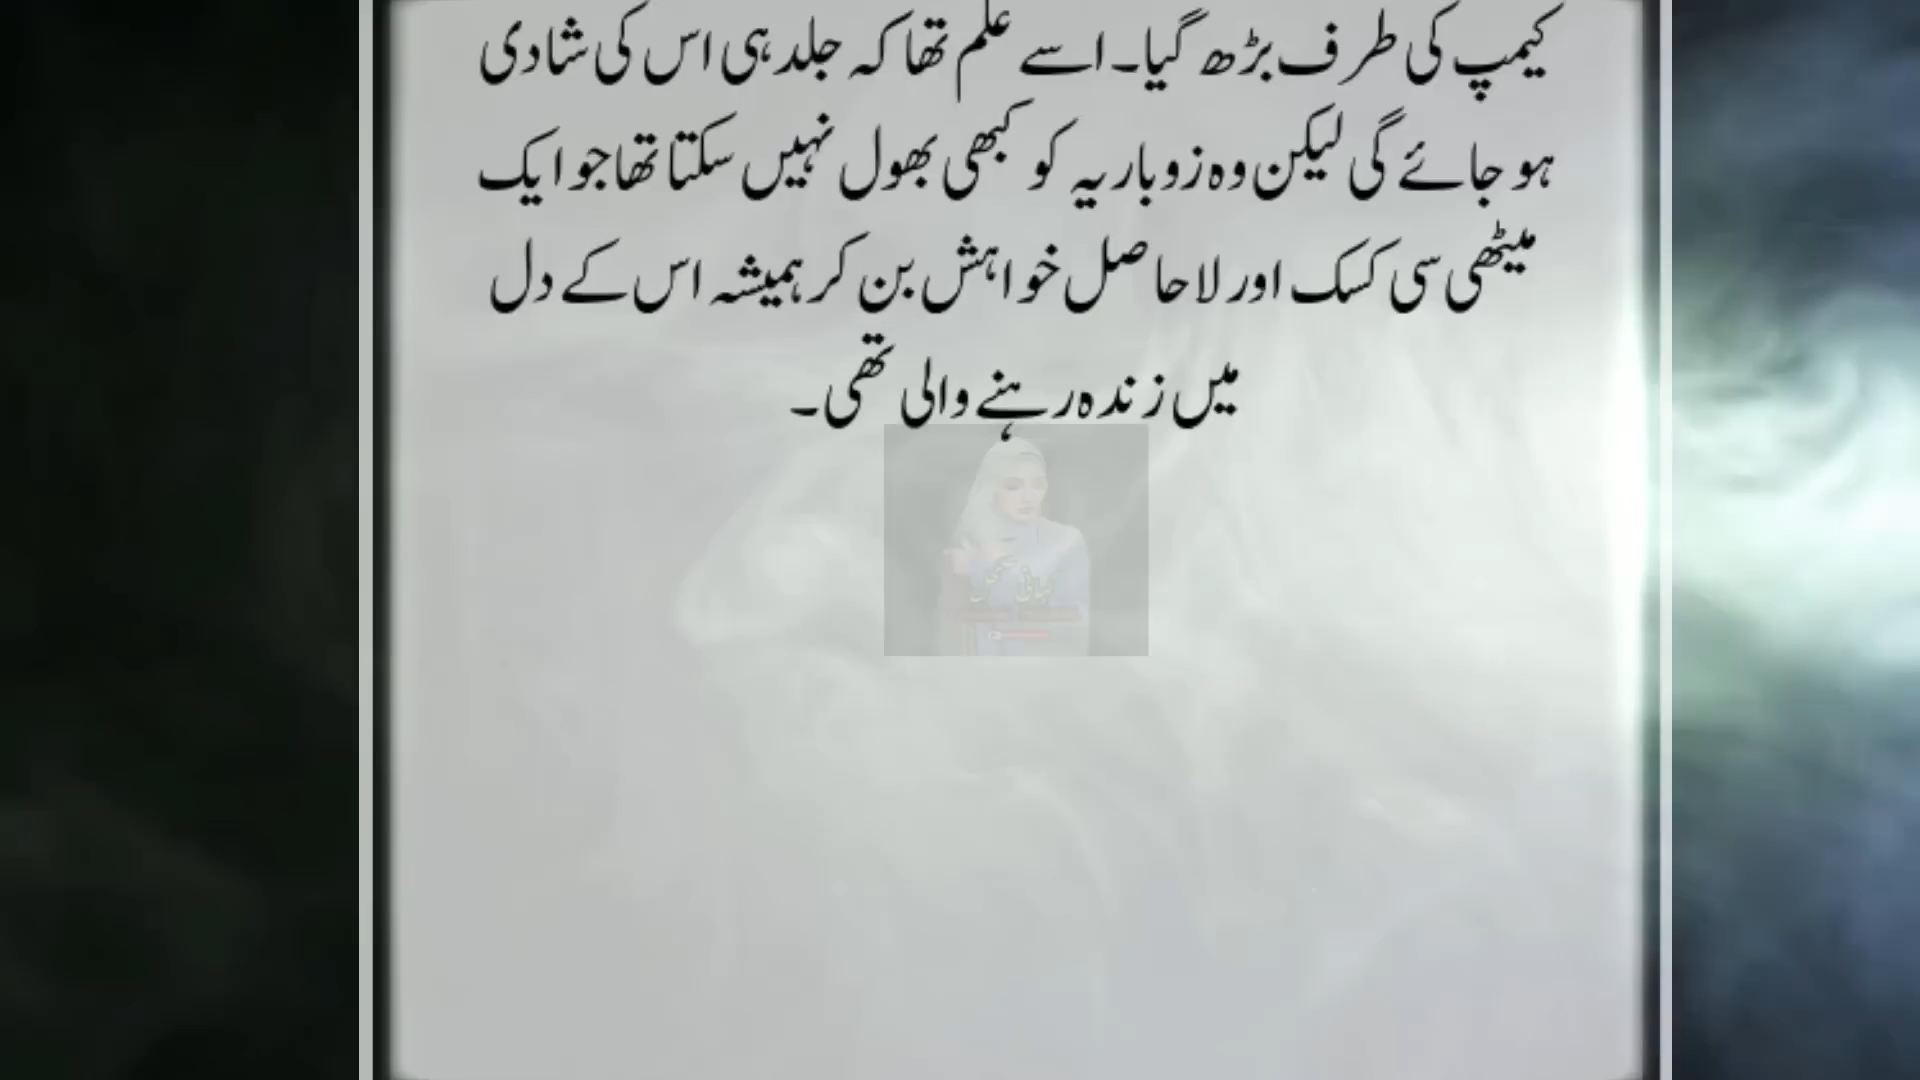 کیمپ کی طرف بڑھ گیا۔ اسے علم تھا کہ جلد ہی اس کی شادی
ہو جائے گی لیکن وہ زوباریہ کو کبھی بھول نہیں سکتا تھا جو ایک
میٹھی سی کسک اور لاحاصل خواہش بن کر ہمیشہ اس کے دل
میں زندہ رہنے والی تھی۔